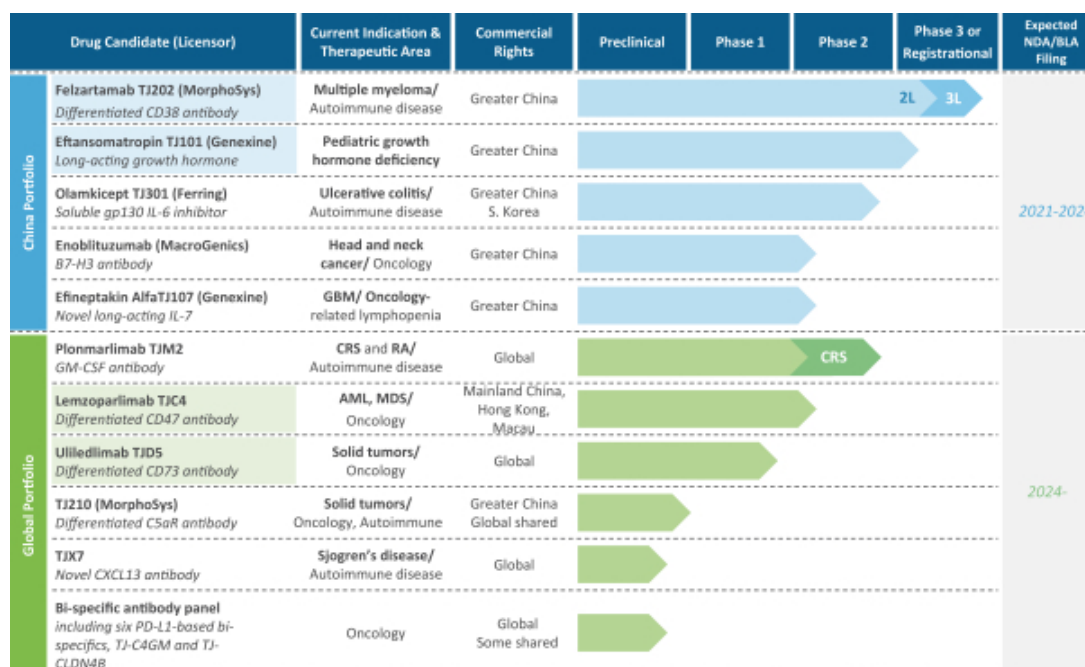 Drug Candidate (Licensor)
Current Indication &
Therapeutic Area
Commercial
Rights
Preclinical
Phase 1
Phase 2
Phase 3 or
Registrational
Expected
NDA/BLA
Filing
China Portfolio
Felzartamab TJ202 (MorphoSys)
Differentiated CD38 antibody
Multiple myeloma/
Autoimmune disease
Greater China
2L
3L
Eftansomatropin TJ101 (Genexine)
Long-acting growth hormone
Pediatric growth
hormone deficiency
Greater China
Olamkicept TJ301 (Ferring)
Soluble gp130 IL-6 inhibitor
Ulcerative colitis/
Autoimmune disease
Greater China
S. Korea
2021-202
Enoblituzumab (MacroGenics)
B7-H3 antibody
Head and neck
cancer/ Oncology
Greater China
Efineptakin AlfaTJ107 (Genexine)
Novel long-acting IL-7
GBM/ Oncology-
related lymphopenia
Greater China
Global Portfolio
Plonmarlimab TJM2
GM-CSF antibody
CRS and RA/
Autoimmune disease
Global
CRS
Lemzoparlimab TJC4
Differentiated CD47 antibody
AML, MDS/
Oncology
Mainland China,
Hong Kong,
Macau
Uliledlimab TJD5
Differentiated CD73 antibody
Solid tumors/
Oncology
Global
TJ210 (MorphoSys)
Differentiated C5aR antibody
Solid tumors/
Oncology, Autoimmune
Greater China
Global shared
2024-
TJX7
Novel CXCL13 antibody
Sjogren's disease/
Autoimmune disease
Global
Bi-specific antibody panel
including six PD-L1-based bi-
specifics, TJ-C4GM and TJ-
CLDN4B
Oncology
Global
Some shared